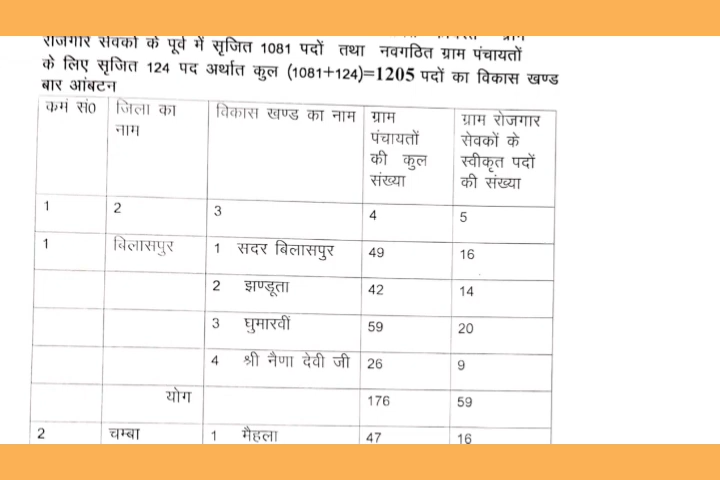 रोजगार सेवकों के पूर्व में सृजित 1081 पदों तथा नवगठित ग्राम पंचायतों
के लिए सृजित 124 पद अर्थात कुल (1081+124)=1205 पदों का विकास खण्ड
बार आंबटन
कमं सं0 जिला का नाम विकास खण्ड का नाम ग्राम पंचायतों की कुल संख्या ग्राम रोजगार सेवकों के स्वीकृत पदों की संख्या
1 2 3 4 5
1 बिलासपुर 1 सदर बिलासपुर 49 16
2 झण्डूता 42 14
3 घुमारवीं 59 20
4 श्री नैणा देवी जी 26 9
योग 176 59
2 चम्बा 1 मैहला 47 16